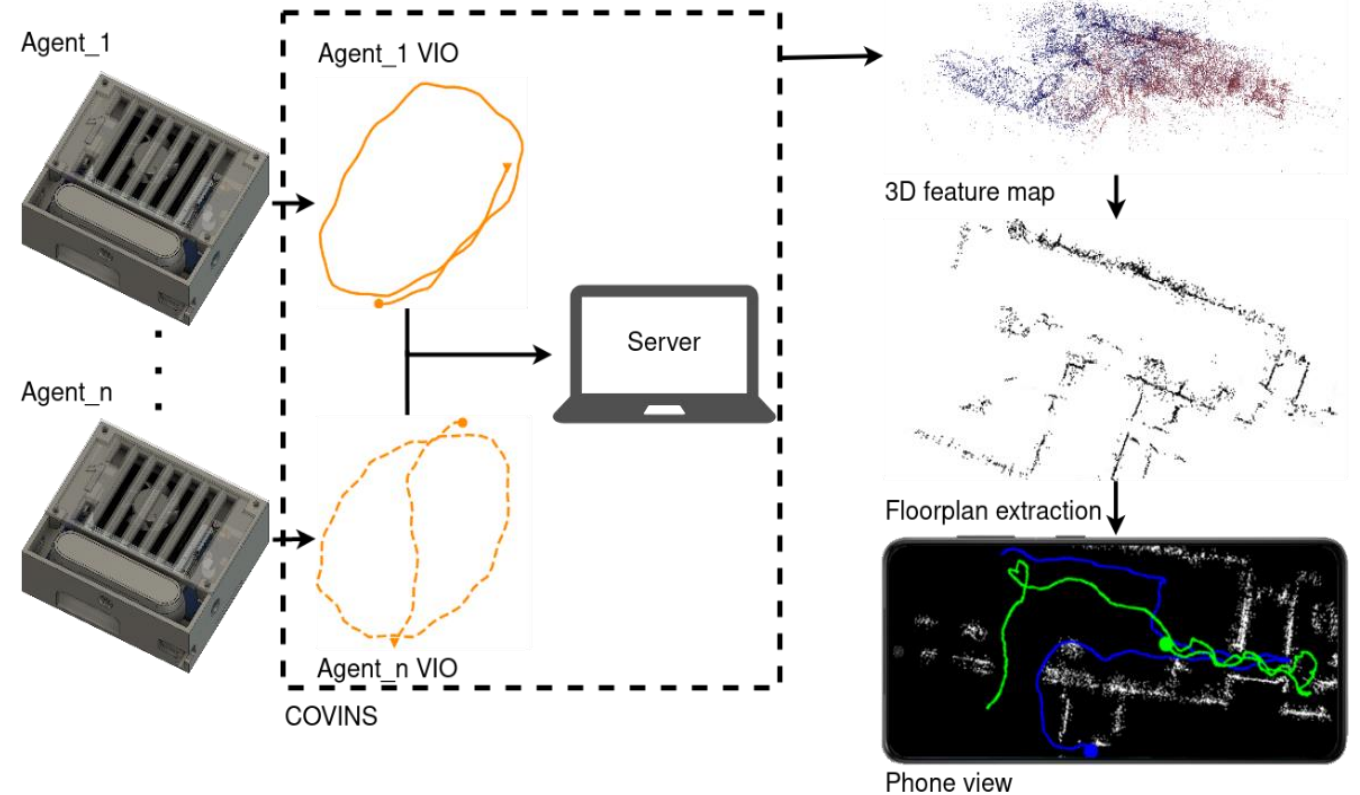 Agent_1
Agent_1 VIO
3D feature map
Server
Agent_n
Floorplan extraction
Agent_n VIO
COVINS
Phone view